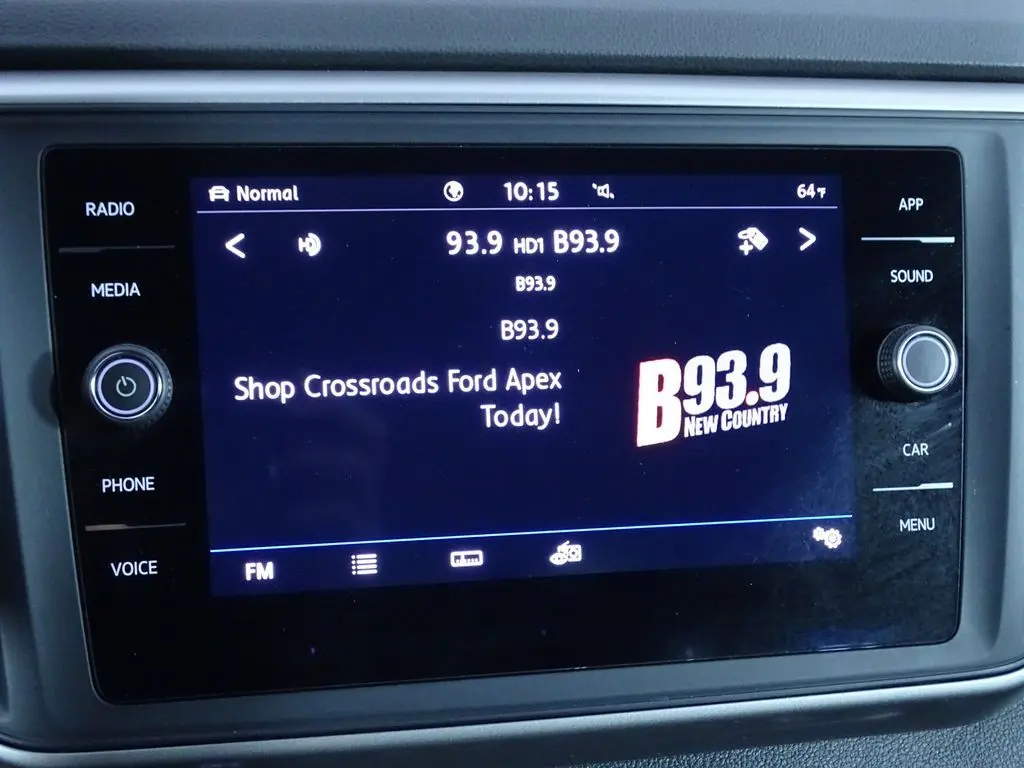 RADIO
MEDIA
PHONE
VOICE
Normal
10:15
64°F
93.9 HD1 B93.9
B93.9
B93.9
Shop Crossroads Ford Apex
Today!
B93.9
NEW COUNTRY
FM
APP
SOUND
CAR
MENU